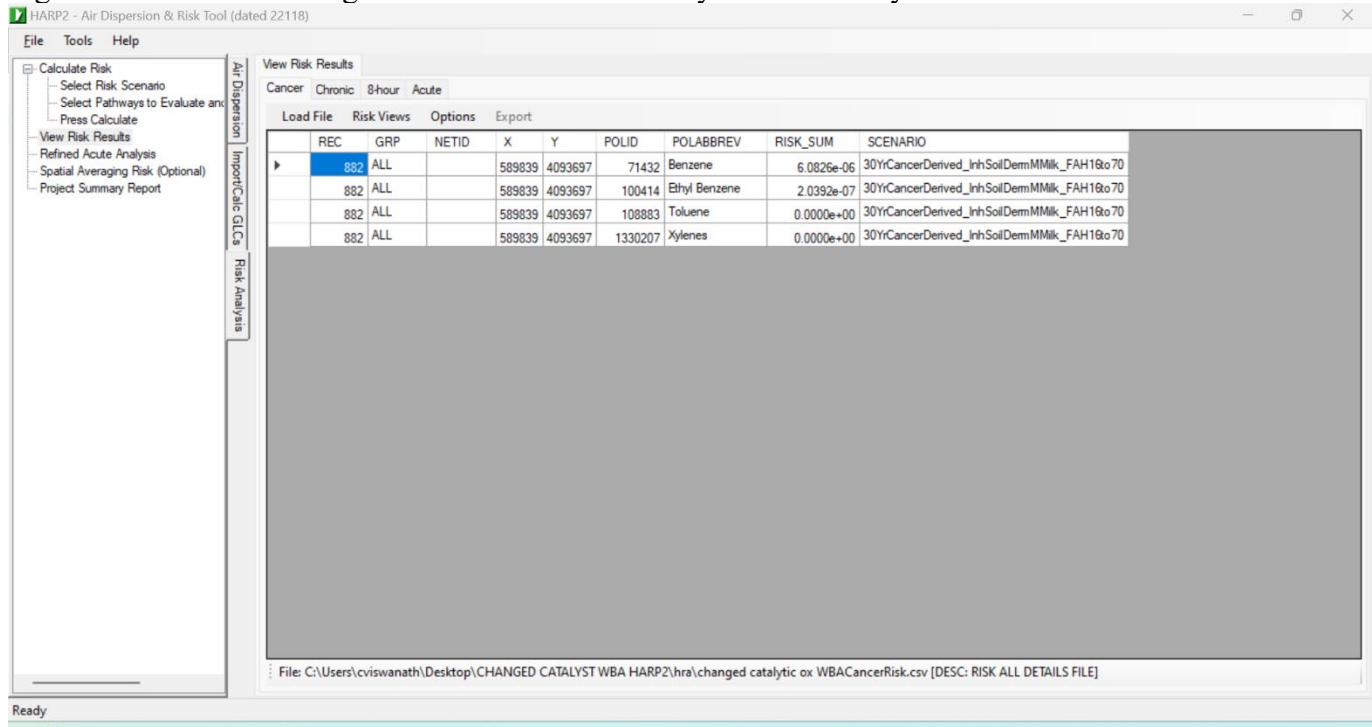 HARP2 - Air Dispersion & Risk Tool (dated 22118)
File Tools Help
Calculate Risk
Select Risk Scenario
Select Pathways to Evaluate and
Press Calculate
View Risk Results
Refined Acute Analysis
Spatial Averaging Risk (Optional)
Project Summary Report
Air Dispersion
Import/Calc GLCs
Risk Analysis
View Risk Results
Cancer Chronic 8-hour Acute
Load File Risk Views Options Export
REC GRP NETID X Y POLID POLABBREV RISK_SUM SCENARIO
882 ALL 589839 4093697 71432 Benzene 6.0826e-06 30YrCancerDerived_InhSoilDermMMilk_FAH16to70
882 ALL 589839 4093697 100414 Ethyl Benzene 2.0392e-07 30YrCancerDerived_InhSoilDermMMilk_FAH16to70
882 ALL 589839 4093697 108883 Toluene 0.0000e+00 30YrCancerDerived_InhSoilDermMMilk_FAH16to70
882 ALL 589839 4093697 1330207 Xylenes 0.0000e+00 30YrCancerDerived_InhSoilDermMMilk_FAH16to70
File: C:\Users\cviswanath\Desktop\CHANGED CATALYST WBA HARP2\hra\changed catalytic ox WBACancerRisk.csv [DESC: RISK ALL DETAILS FILE]
Ready